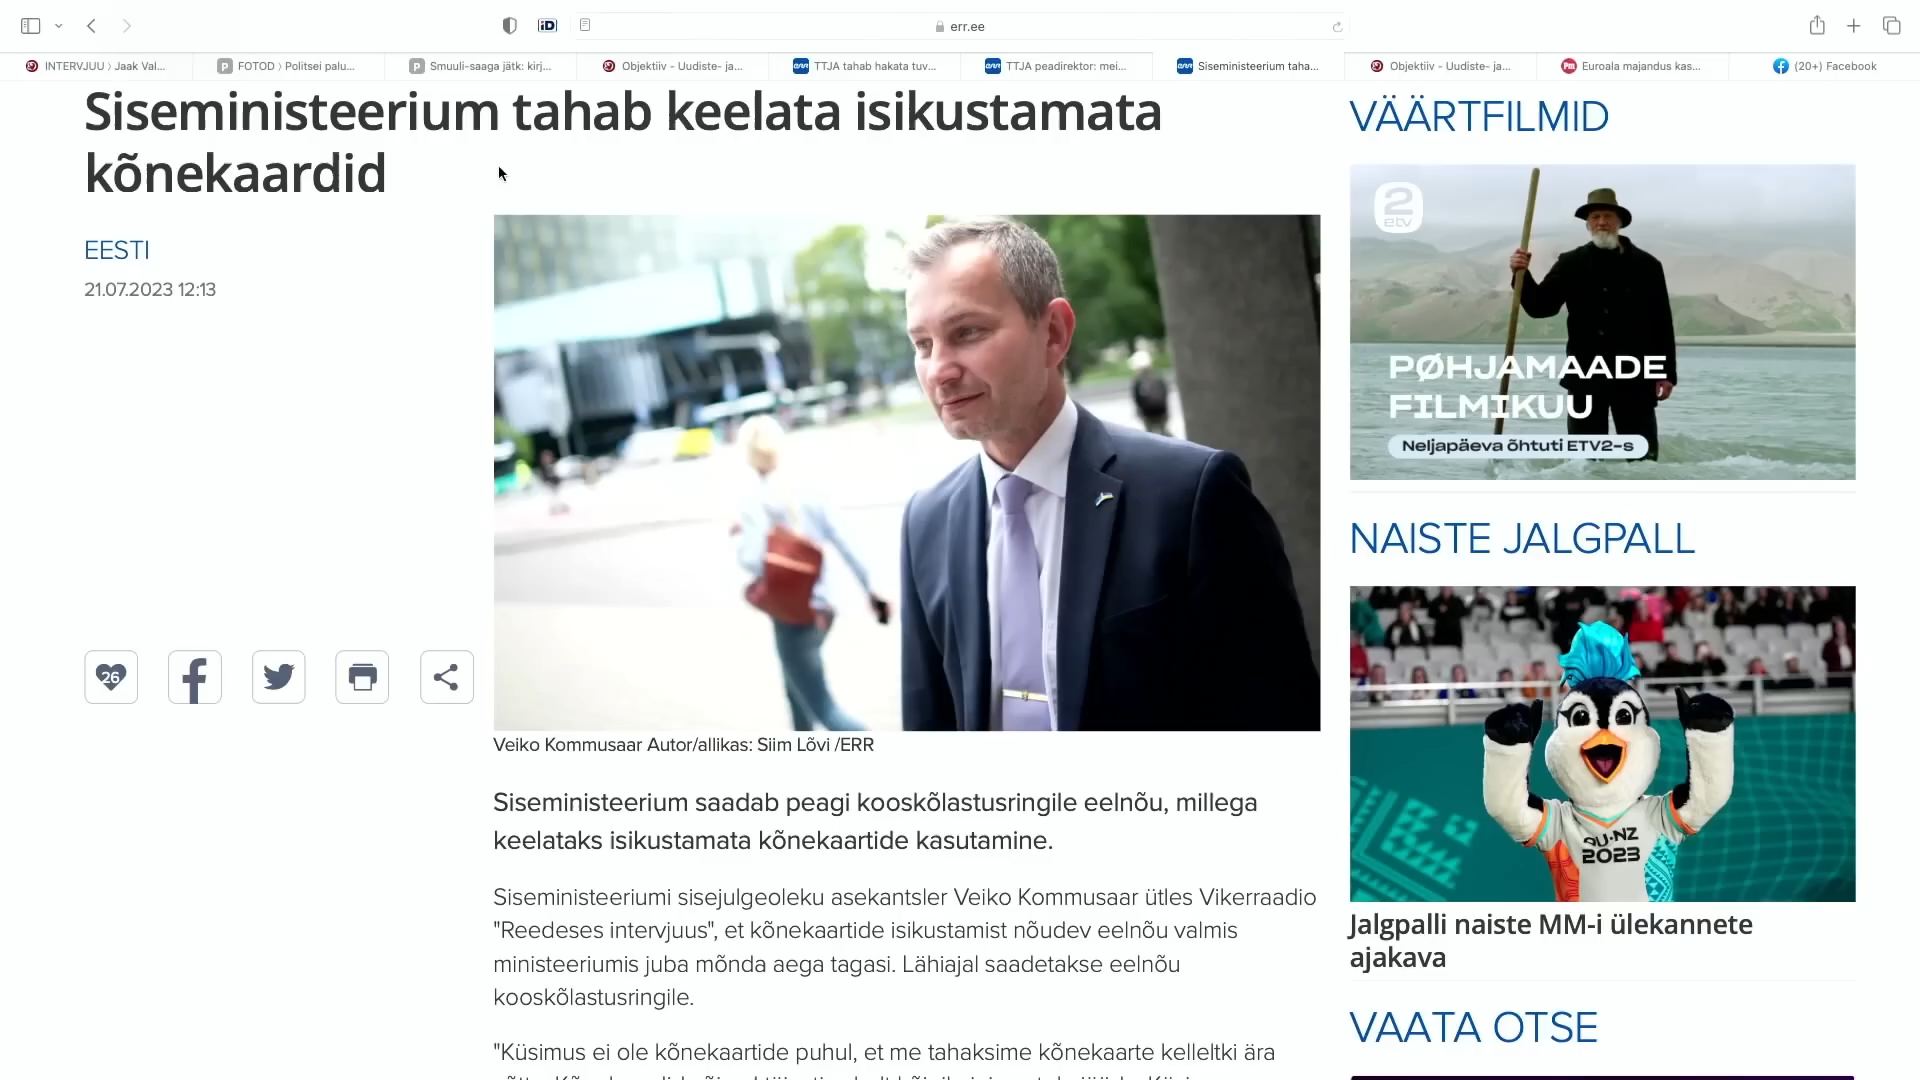 err.ee
INTERVJUU 〉 Jaak Val...
FOTOD 〉 Politsei palu...
Smuuli-saaga jätk: kirj...
Objektiiv - Uudiste- ja...
TTJA tahab hakata tuv...
TTJA peadirektor: mei...
Siseministeerium taha...
Objektiiv - Uudiste- ja...
Euroala majandus kas...
(20+) Facebook
Siseministeerium tahab keelata isikustamata
kõnekaardid
EESTI
21.07.2023 12:13
26
Veiko Kommusaar Autor/allikas: Siim Lõvi /ERR
Siseministeerium saadab peagi kooskõlastusringile eelnõu, millega
keelataks isikustamata kõnekaartide kasutamine.
Siseministeeriumi sisejulgeoleku asekantsler Veiko Kommusaar ütles Vikerraadio
"Reedeses intervjuus", et kõnekaartide isikustamist nõudev eelnõu valmis
ministeeriumis juba mõnda aega tagasi. Lähiajal saadetakse eelnõu
kooskõlastusringile.
"Küsimus ei ole kõnekaartide puhul, et me tahaksime kõnekaarte kelleltki ära
VÄÄRTFILMID
2
etv
PØHJAMAADE
FILMIKUU
Neljapäeva õhtuti ETV2-s
NAISTE JALGPALL
AU·NZ
2023
Jalgpalli naiste MM-i ülekannete
ajakava
VAATA OTSE